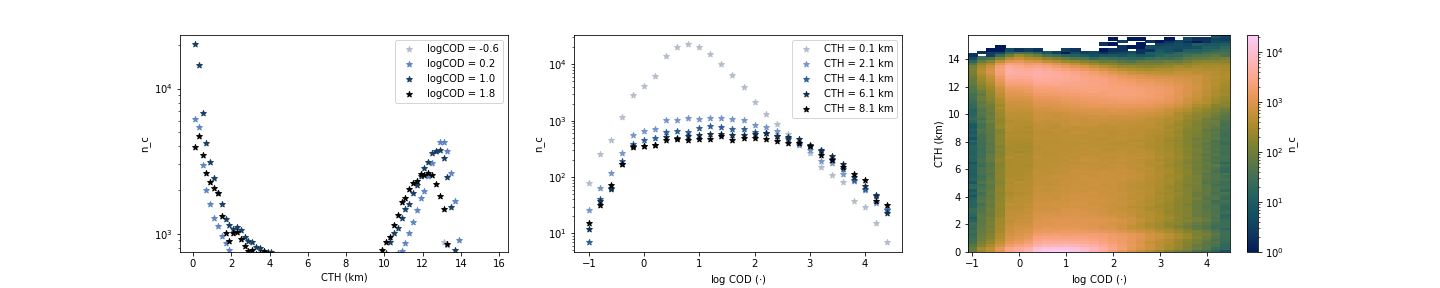 logCOD = -0.6
logCOD = 0.2
logCOD = 1.0
logCOD = 1.8
n_c
10^4
10^3
0 2 4 6 8 10 12 14 16
CTH (km)
CTH = 0.1 km
CTH = 2.1 km
CTH = 4.1 km
CTH = 6.1 km
CTH = 8.1 km
n_c
10^4
10^3
10^2
10^1
−1 0 1 2 3 4
log COD (·)
CTH (km)
14
12
10
8
6
4
2
0
−1 0 1 2 3 4
log COD (·)
10^4
10^3
10^2
10^1
10^0
n_c